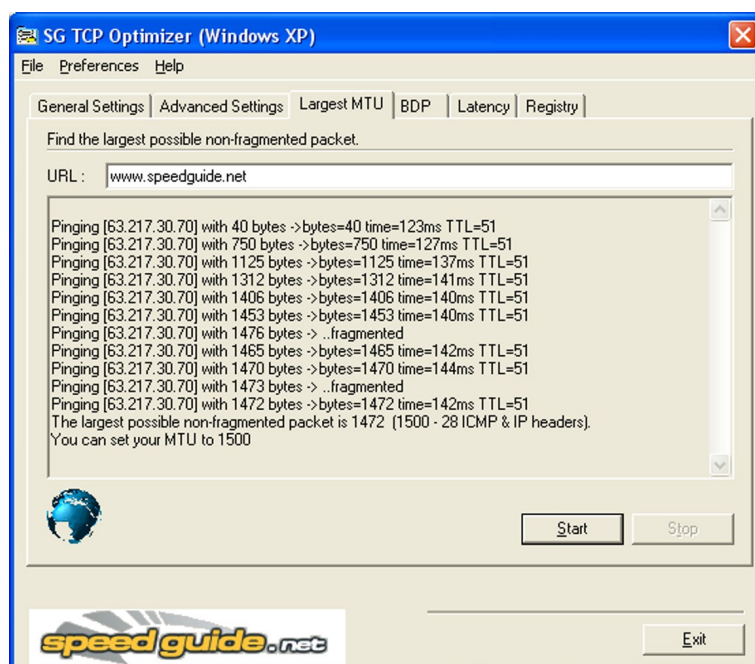 SG TCP Optimizer (Windows XP)
File Preferences Help
General Settings Advanced Settings Largest MTU BDP Latency Registry
Find the largest possible non-fragmented packet.
URL : www.speedguide.net
Pinging [63.217.30.70] with 40 bytes ->bytes=40 time=123ms TTL=51
Pinging [63.217.30.70] with 750 bytes ->bytes=750 time=127ms TTL=51
Pinging [63.217.30.70] with 1125 bytes ->bytes=1125 time=137ms TTL=51
Pinging [63.217.30.70] with 1312 bytes ->bytes=1312 time=141ms TTL=51
Pinging [63.217.30.70] with 1406 bytes ->bytes=1406 time=140ms TTL=51
Pinging [63.217.30.70] with 1453 bytes ->bytes=1453 time=140ms TTL=51
Pinging [63.217.30.70] with 1476 bytes -> ..fragmented
Pinging [63.217.30.70] with 1465 bytes ->bytes=1465 time=142ms TTL=51
Pinging [63.217.30.70] with 1470 bytes ->bytes=1470 time=144ms TTL=51
Pinging [63.217.30.70] with 1473 bytes -> ..fragmented
Pinging [63.217.30.70] with 1472 bytes ->bytes=1472 time=142ms TTL=51
The largest possible non-fragmented packet is 1472 (1500 - 28 ICMP & IP headers).
You can set your MTU to 1500
Start Stop
speed guide.net
Exit